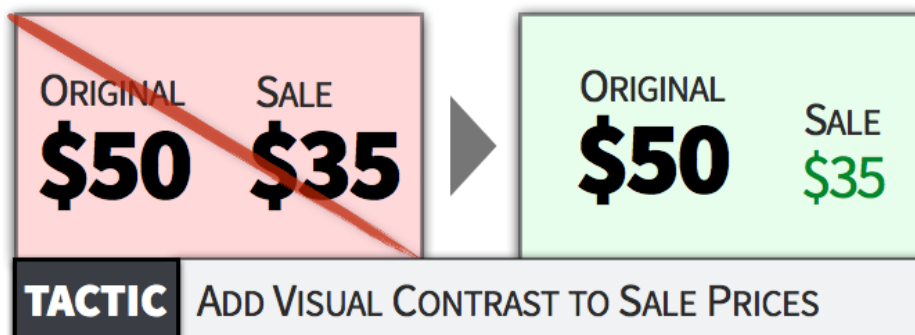 Original Sale
$50 $35
Original
Sale
$50
$35
TACTIC Add Visual Contrast to Sale Prices